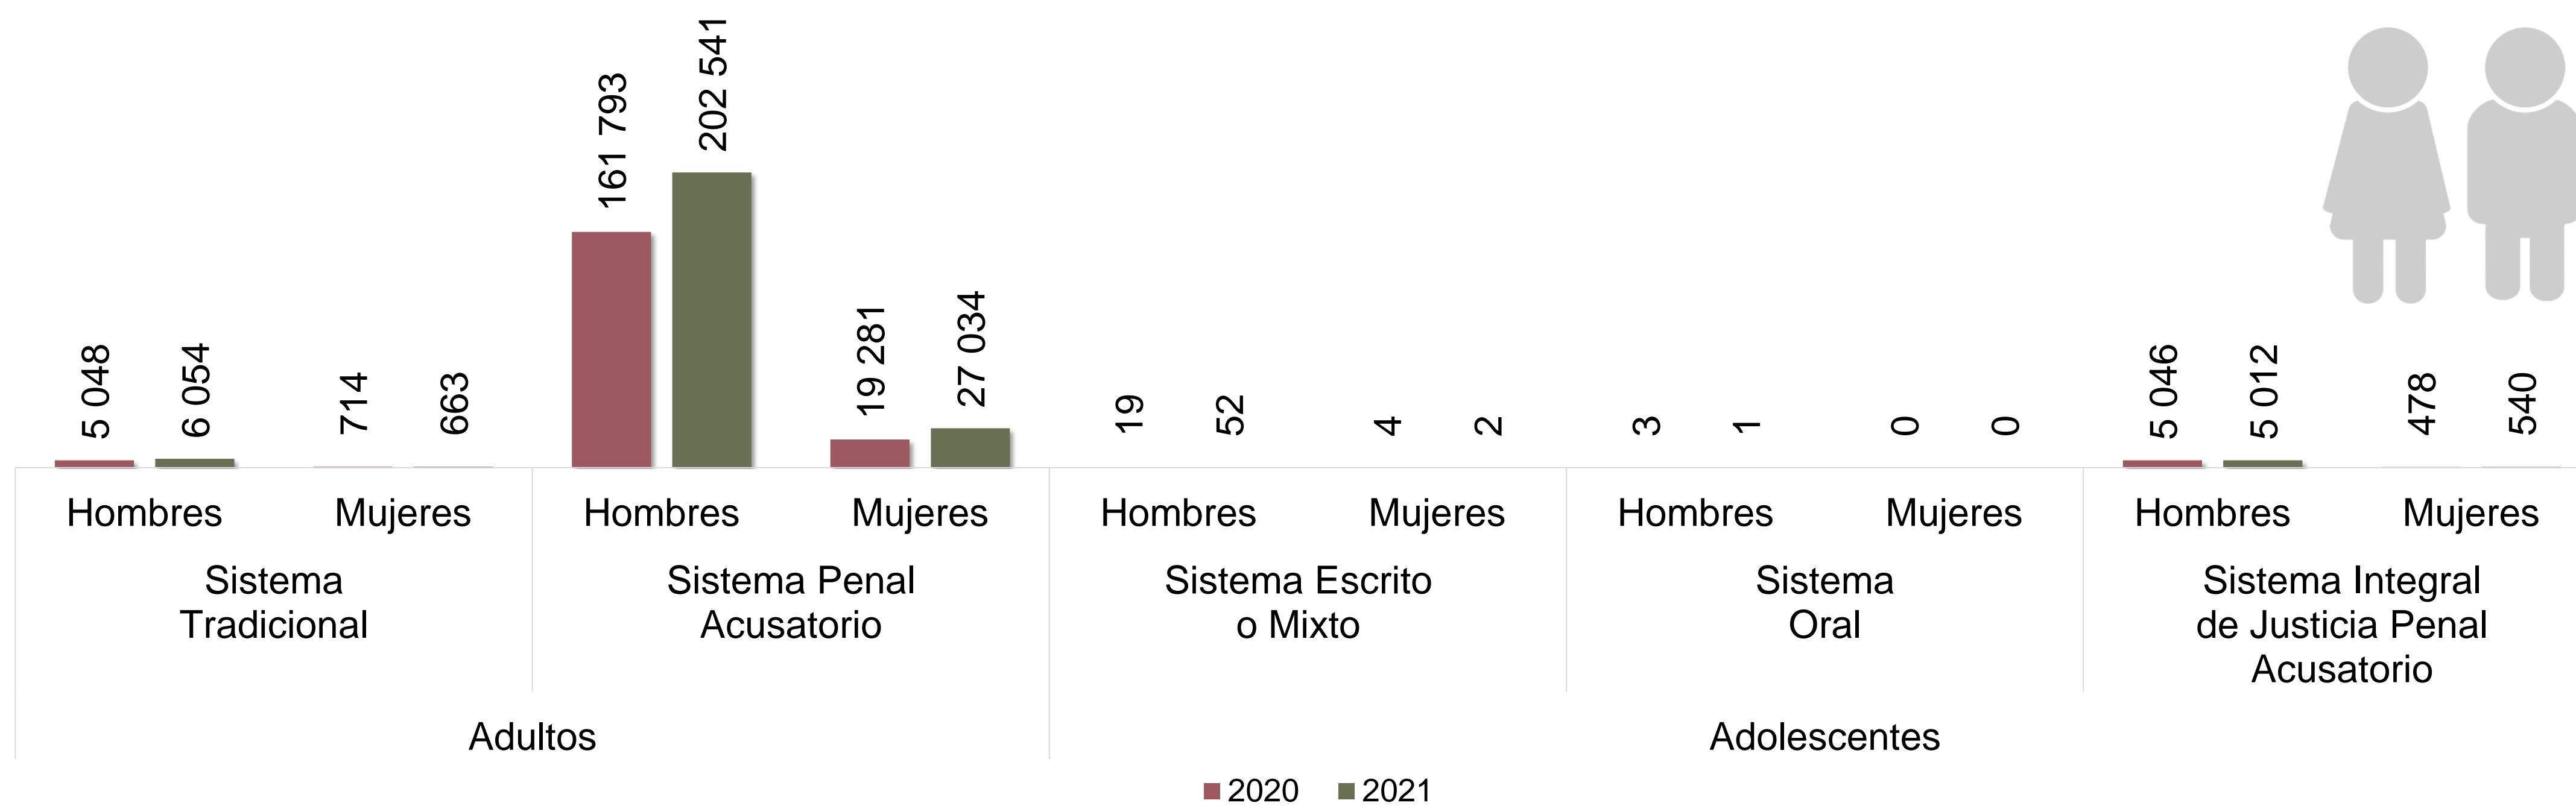 5 048
6 054
714
663
161 793
202 541
19 281
27 034
19
52
4
2
3
1
0
0
5 046
5 012
478
540
Hombres
Mujeres
Hombres
Mujeres
Hombres
Mujeres
Hombres
Mujeres
Hombres
Mujeres
Sistema
Tradicional
Sistema Penal
Acusatorio
Sistema Escrito
o Mixto
Sistema
Oral
Sistema Integral
de Justicia Penal
Acusatorio
Adultos
Adolescentes
2020
2021